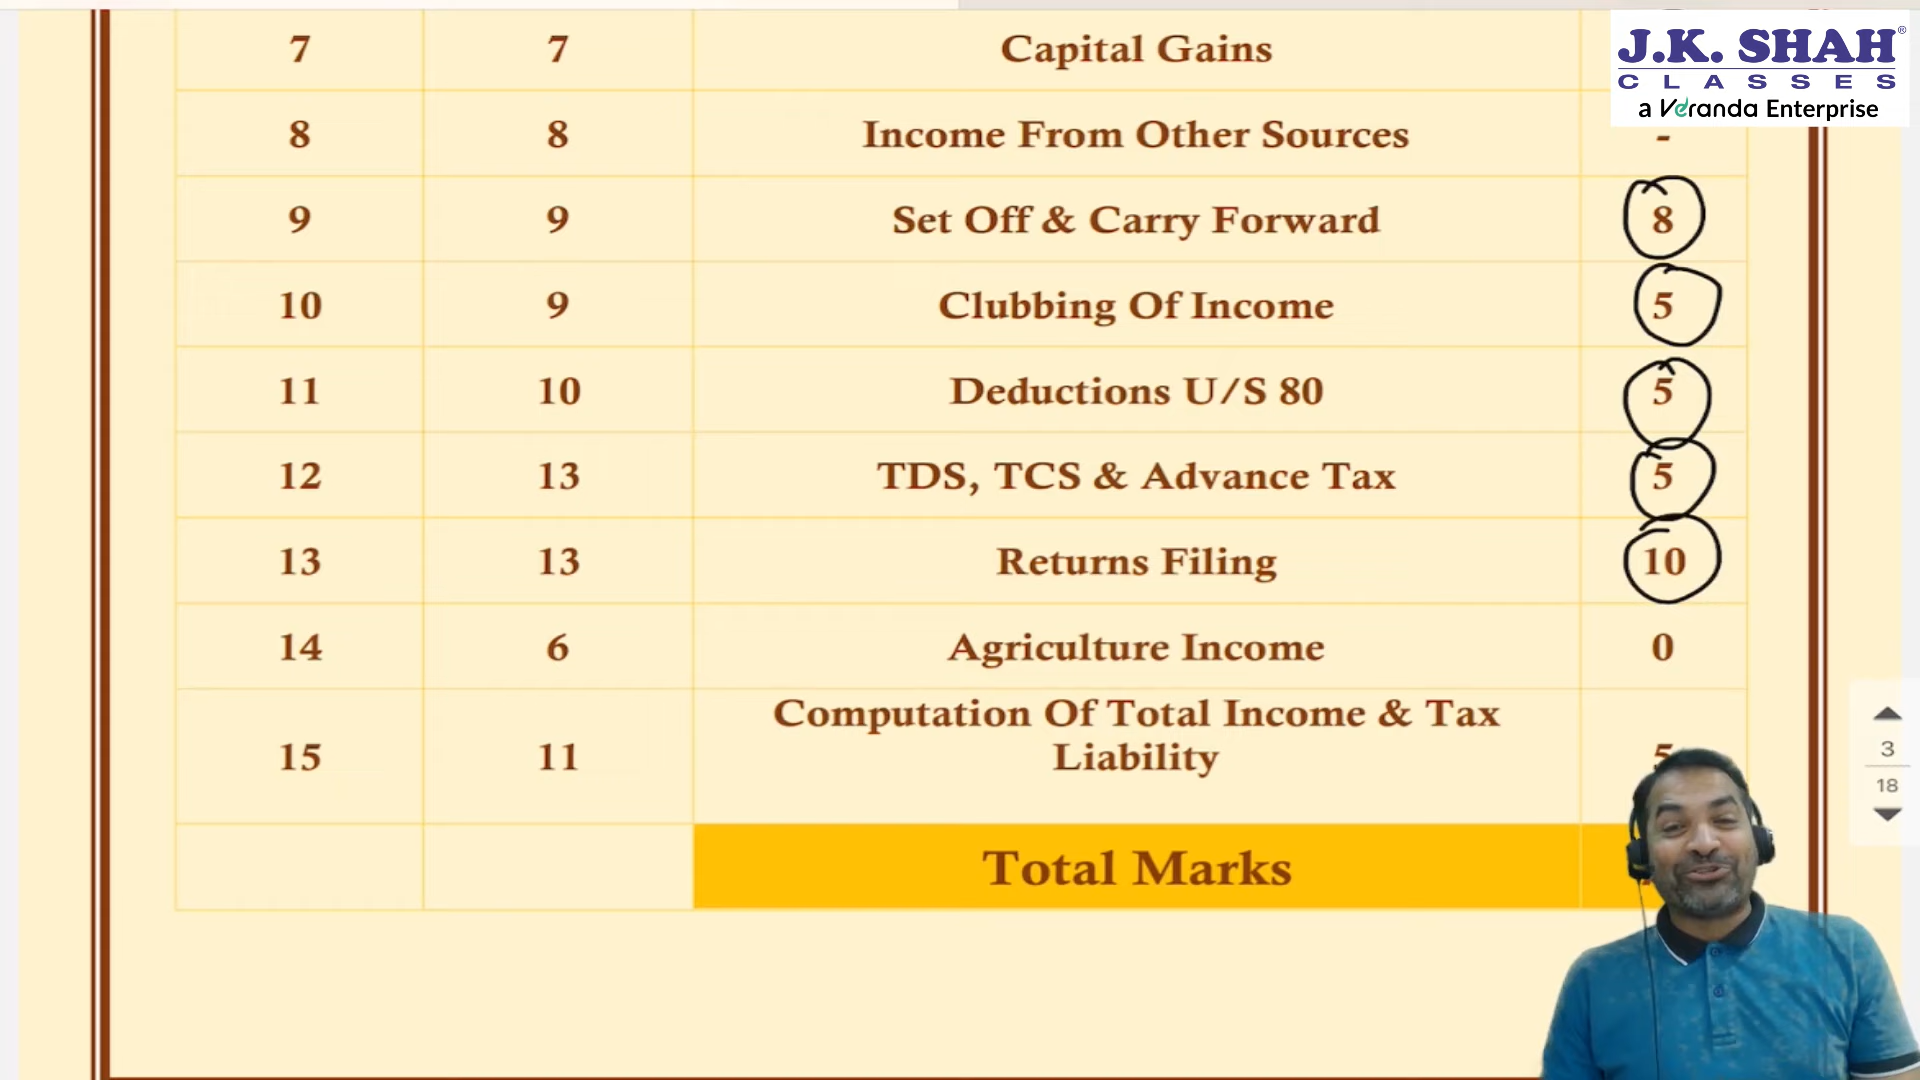 J.K. SHAH®
CLASSES
a Veranda Enterprise
7 7 Capital Gains
8 8 Income From Other Sources -
9 9 Set Off & Carry Forward 8
10 9 Clubbing Of Income 5
11 10 Deductions U/S 80 5
12 13 TDS, TCS & Advance Tax 5
13 13 Returns Filing 10
14 6 Agriculture Income 0
Computation Of Total Income & Tax
15 11 Liability 5
Total Marks
3
18